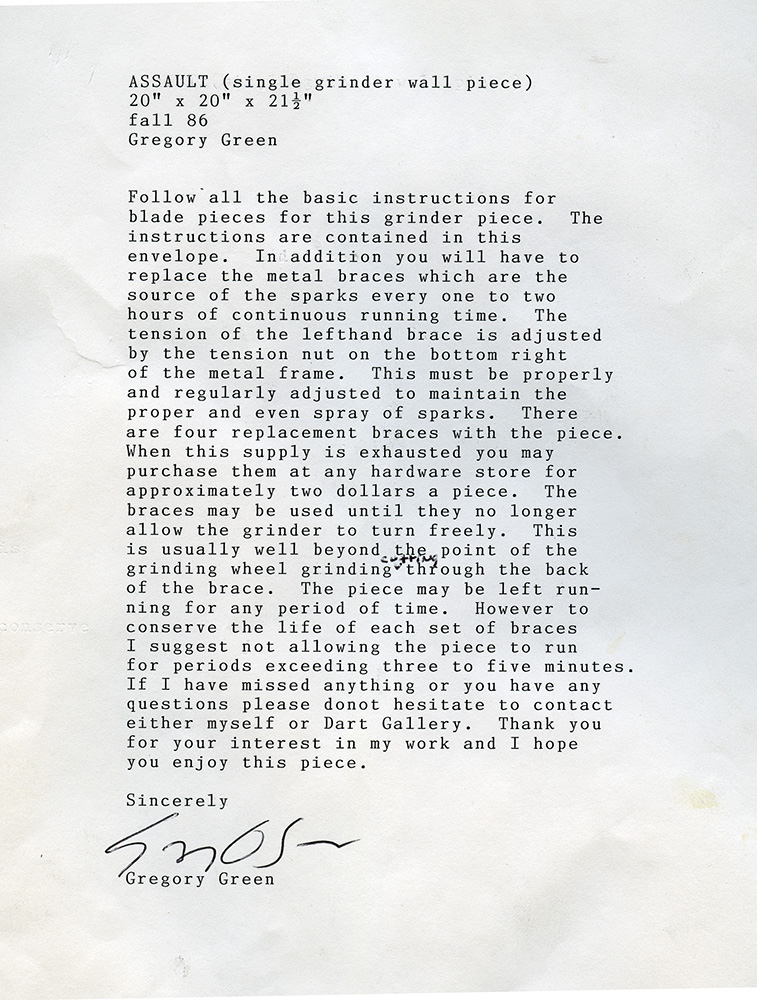 ASSAULT (single grinder wall piece)
20" x 20" x 21½"
fall 86
Gregory Green
Follow all the basic instructions for
blade pieces for this grinder piece.  The
instructions are contained in this
envelope.  In addition you will have to
replace the metal braces which are the
source of the sparks every one to two
hours of continuous running time.  The
tension of the lefthand brace is adjusted
by the tension nut on the bottom right
of the metal frame.  This must be properly
and regularly adjusted to maintain the
proper and even spray of sparks.  There
are four replacement braces with the piece.
When this supply is exhausted you may
purchase them at any hardware store for
approximately two dollars a piece.  The
braces may be used until they no longer
allow the grinder to turn freely.  This
is usually well beyond the point of the
cutting
grinding wheel grinding through the back
of the brace.  The piece may be left run-
ning for any period of time.  However to
conserve the life of each set of braces
I suggest not allowing the piece to run
for periods exceeding three to five minutes.
If I have missed anything or you have any
questions please donot hesitate to contact
either myself or Dart Gallery.  Thank you
for your interest in my work and I hope
you enjoy this piece.
Sincerely
Gregory Green